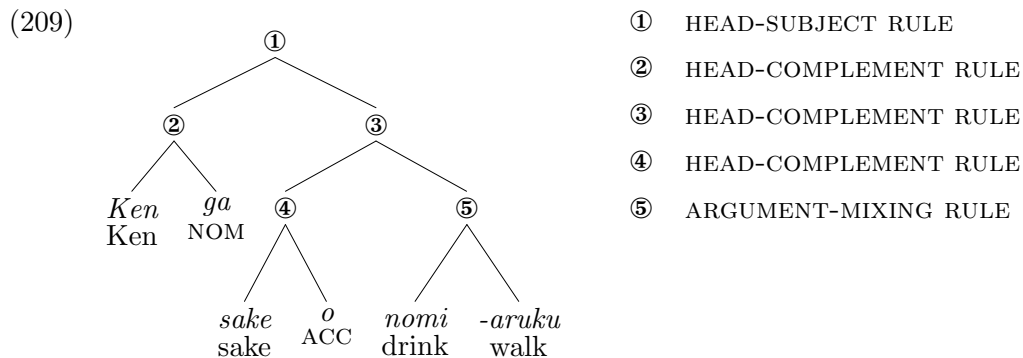 (209)
① HEAD-SUBJECT RULE
② HEAD-COMPLEMENT RULE
③ HEAD-COMPLEMENT RULE
④ HEAD-COMPLEMENT RULE
⑤ ARGUMENT-MIXING RULE
①
② ③
Ken ga ④ ⑤
Ken NOM
sake o nomi -aruku
sake ACC drink walk